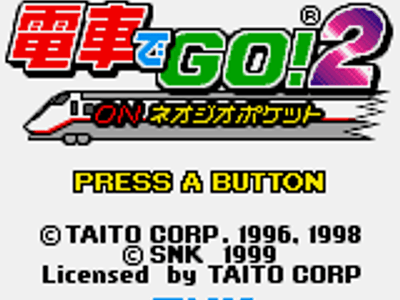 電車でGO!®2
ON ネオジオポケット
PRESS A BUTTON
©TAITO CORP. 1996, 1998
©SNK 1999
Licensed by TAITO CORP